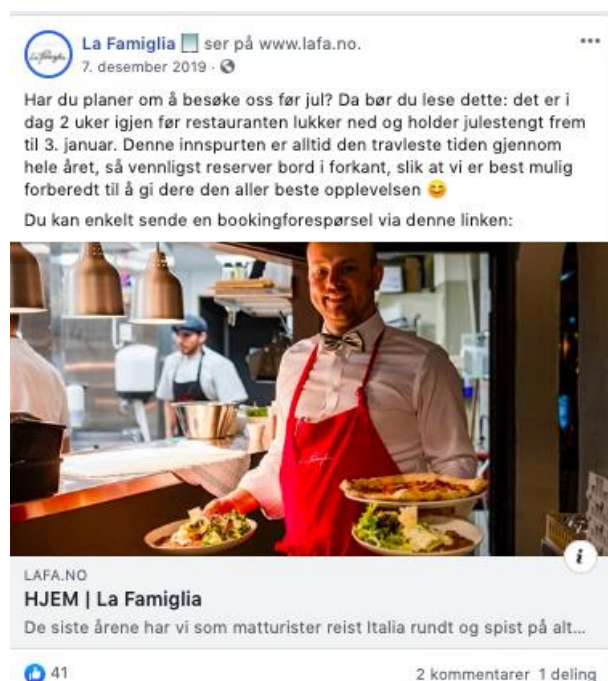 La Famiglia ser på www.lafa.no.
7. desember 2019 ·
Har du planer om å besøke oss før jul? Da bør du lese dette: det er i
dag 2 uker igjen før restauranten lukker ned og holder julestengt frem
til 3. januar. Denne innspurten er alltid den travleste tiden gjennom
hele året, så vennligst reserver bord i forkant, slik at vi er best mulig
forberedt til å gi dere den aller beste opplevelsen 😊
Du kan enkelt sende en bookingforespørsel via denne linken:
LAFA.NO
HJEM | La Famiglia
De siste årene har vi som matturister reist Italia rundt og spist på alt...
41
2 kommentarer 1 deling